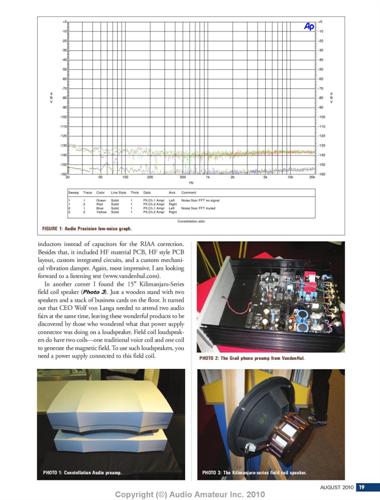 Ap
FIGURE 1: Audio Precision low-noise graph.
inductors instead of capacitors for the RIAA correction.
Besides that, it included HF material PCB, HF style PCB
layout, custom integrated circuits, and a custom mechani-
cal vibration damper. Again, most impressive. I am looking
forward to a listening test (www.vandenhul.com).
In another corner I found the 15" Kilimanjaro-Series
field coil speaker (Photo 3). Just a wooden stand with two
speakers and a stack of business cards on the floor. It turned
out that CEO Wolf von Langa needed to attend two audio
fairs at the same time, leaving these wonderful products to be
discovered by those who wondered what that power supply
connector was doing on a loudspeaker. Field coil loudspeak-
ers do have two coils—one traditional voice coil and one coil
to generate the magnetic field. To use such loudspeakers, you
need a power supply connected to this field coil.
PHOTO 2: The Grail phono preamp from VandenHul.
PHOTO 1: Constellation Audio preamp.
PHOTO 3: The Kilimanjaro-series field coil speaker.
AUGUST 2010 19
Copyright (C) Audio Amateur Inc. 2010